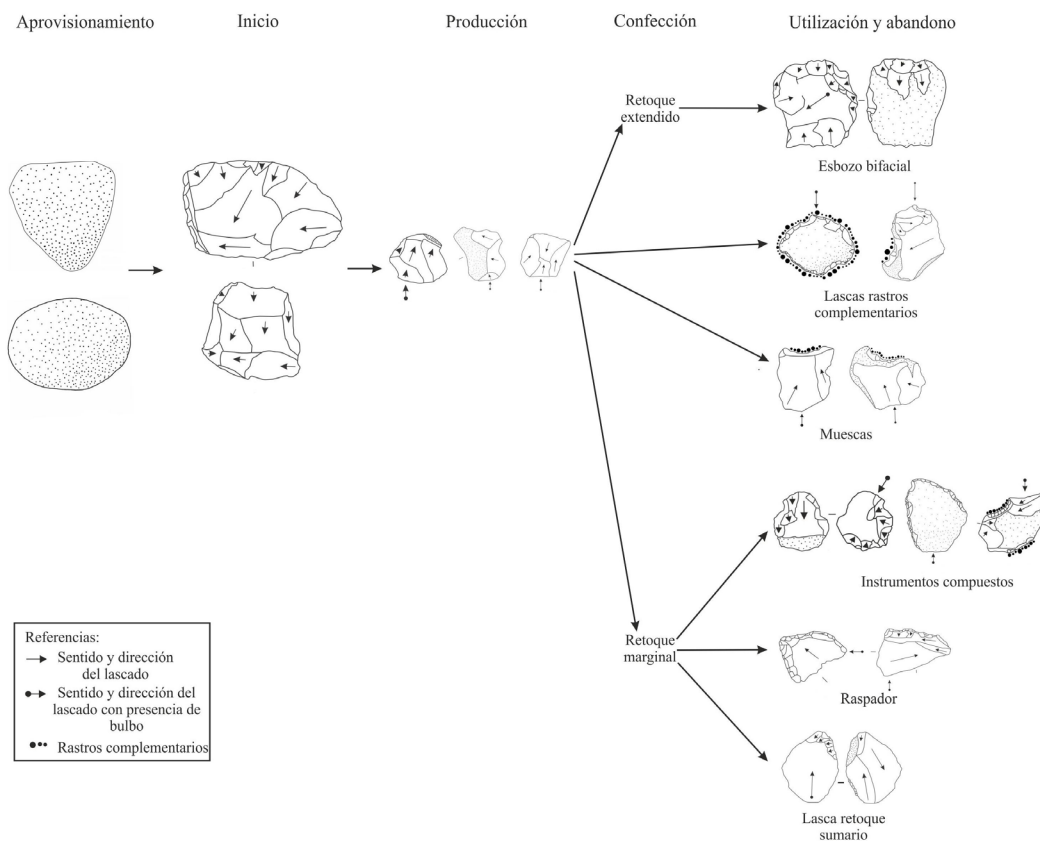 Aprovisionamiento
Inicio
Producción
Confección
Utilización y abandono
Retoque
extendido
Esbozo bifacial
Lascas rastros
complementarios
Muescas
Instrumentos compuestos
Retoque
marginal
Raspador
Lasca retoque
sumario
Referencias:
Sentido y dirección
del lascado
Sentido y dirección del
lascado con presencia de
bulbo
Rastros complementarios